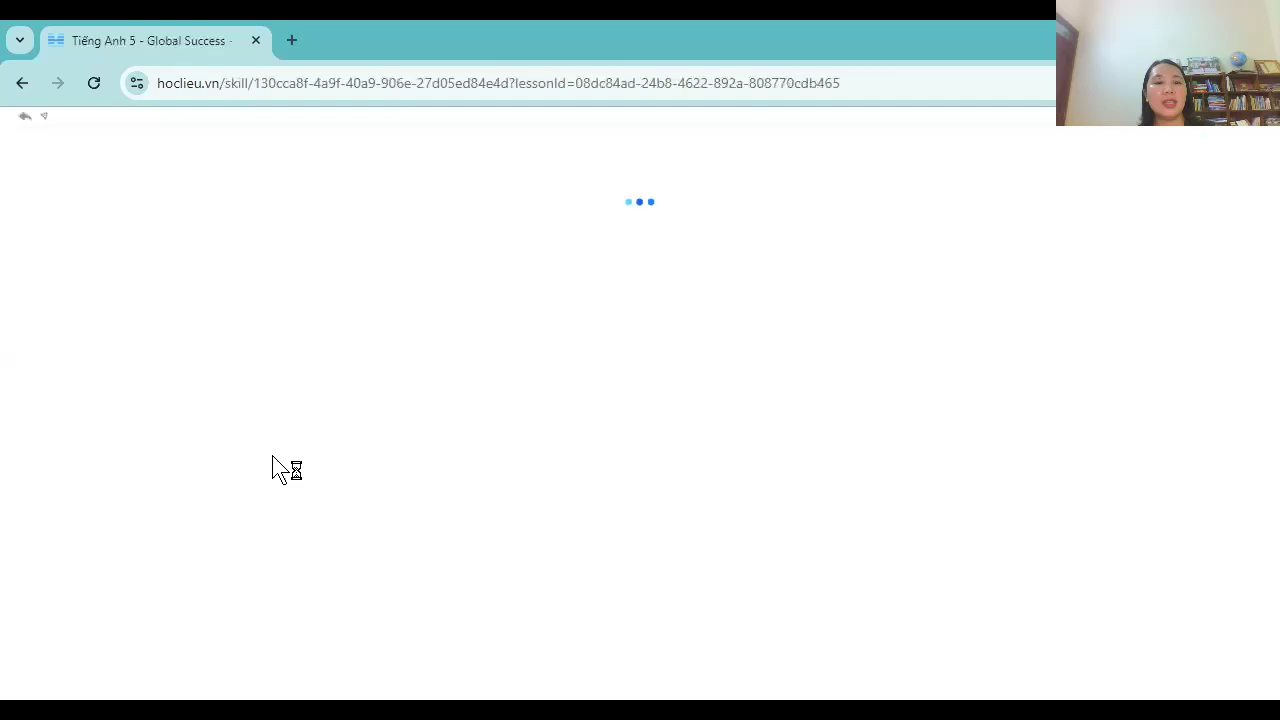 Tiếng Anh 5 - Global Success -
hoclieu.vn/skill/130cca8f-4a9f-40a9-906e-27d05ed84e4d?lessonId=08dc84ad-24b8-4622-892a-808770cdb465